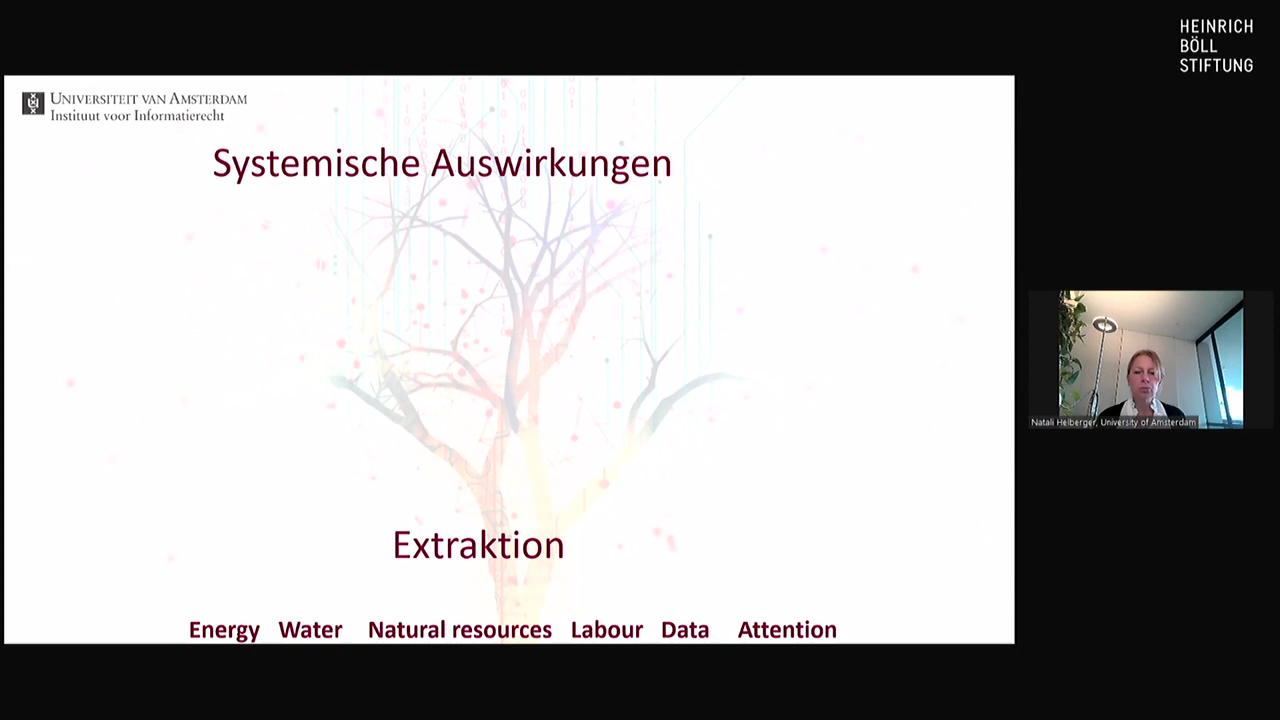 HEINRICH
BÖLL
STIFTUNG
UNIVERSITEIT VAN AMSTERDAM
Instituut voor Informatierecht
Systemische Auswirkungen
Extraktion
Energy Water Natural resources Labour Data Attention
Natali Helberger, University of Amsterdam